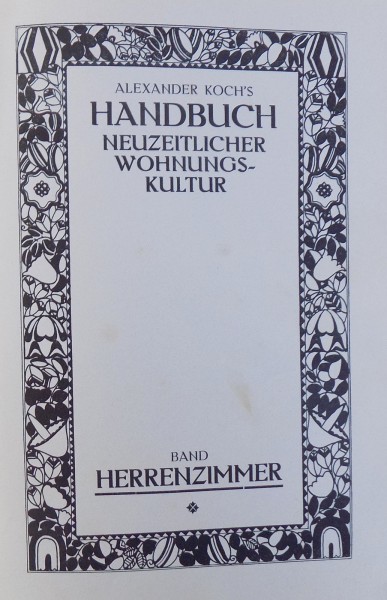 ALEXANDER KOCH'S
HANDBUCH
NEUZEITLICHER
WOHNUNGS-
KULTUR
BAND
HERRENZIMMER